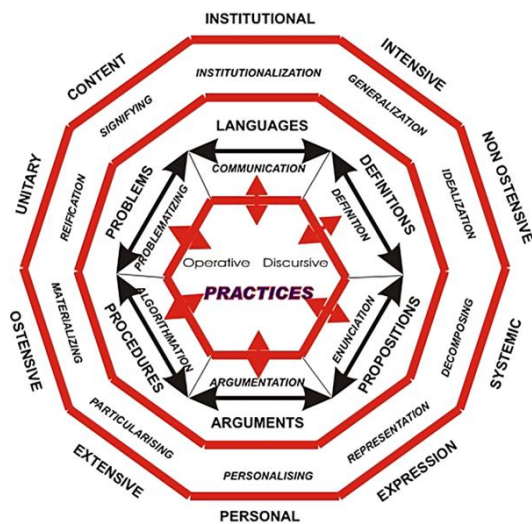 INSTITUTIONAL
CONTENT
INTENSIVE
INSTITUTIONALIZATION
SIGNIFYING
GENERALIZATION
LANGUAGES
UNITARY
NON OSTENSIVE
COMMUNICATION
PROBLEMS
DEFINITIONS
REIFICATION
IDEALIZATION
PROBLEMATIZING
DEFINITION
Operative Discursive
PRACTICES
MATERIALIZING
DECOMPOSING
ALGORITHMATION
ENUNCIATION
PROCEDURES
PROPOSITIONS
OSTENSIVE
SYSTEMIC
ARGUMENTATION
ARGUMENTS
PARTICULARISING
REPRESENTATION
PERSONALISING
EXTENSIVE
EXPRESSION
PERSONAL